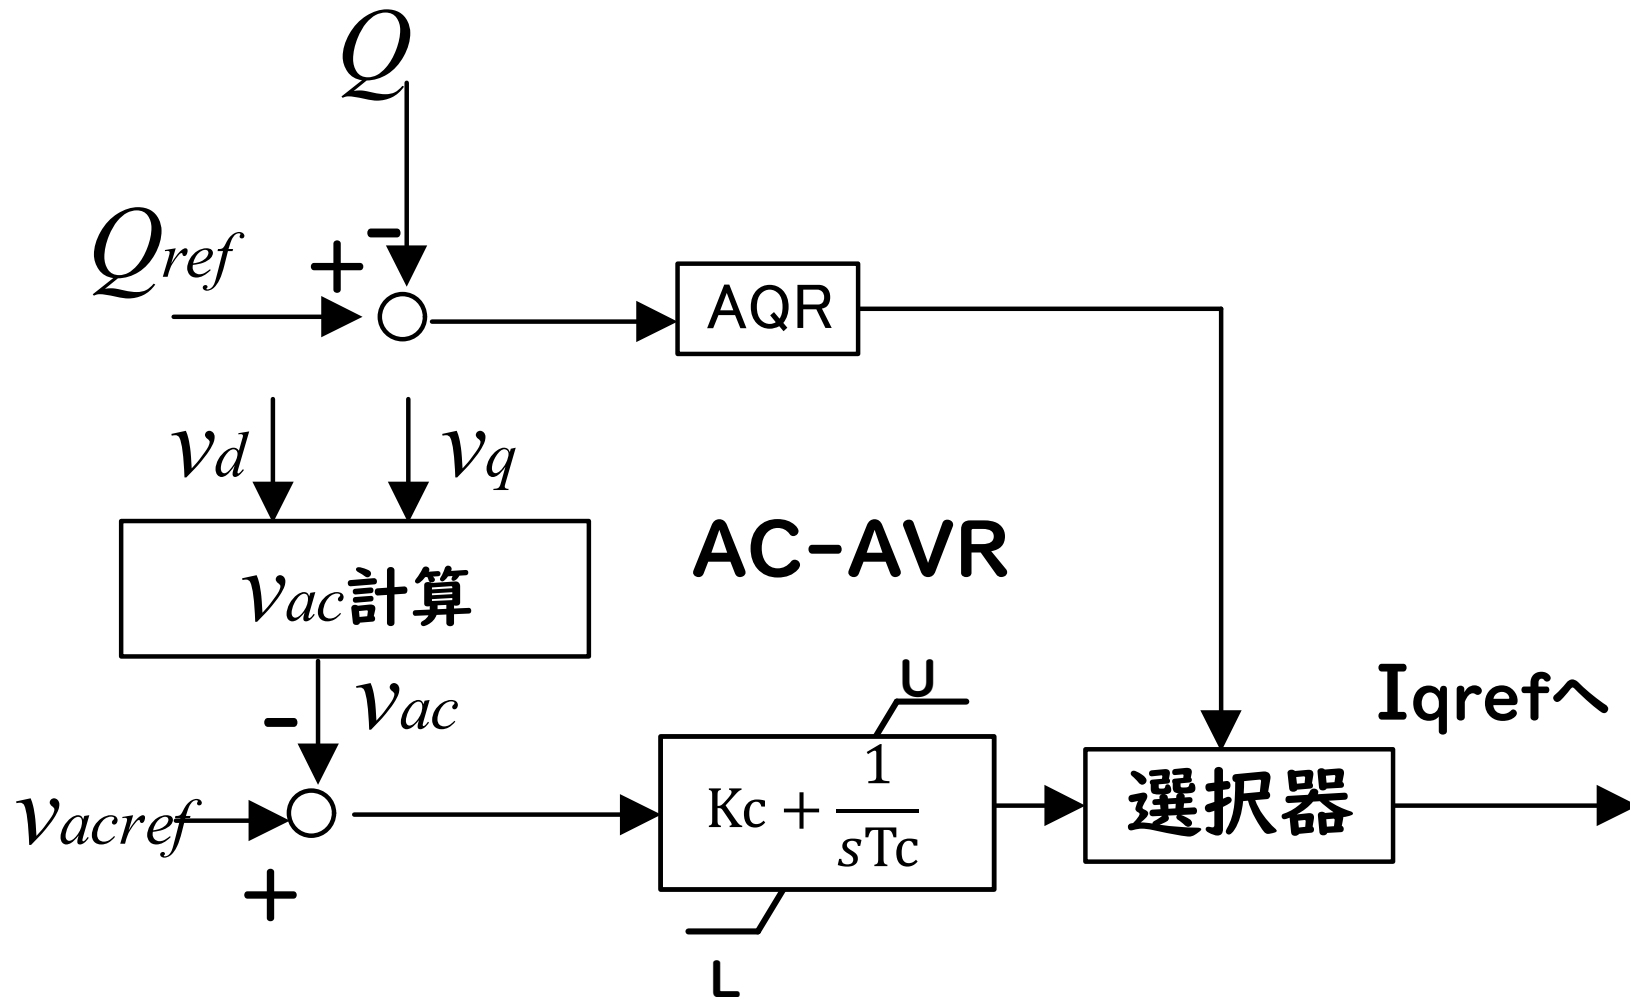 Q
Qref
+
-
AQR
vd
vq
vac計算
AC-AVR
-
vac
U
Iqrefへ
vacref
+
Kc + 1/sTc
選択器
L